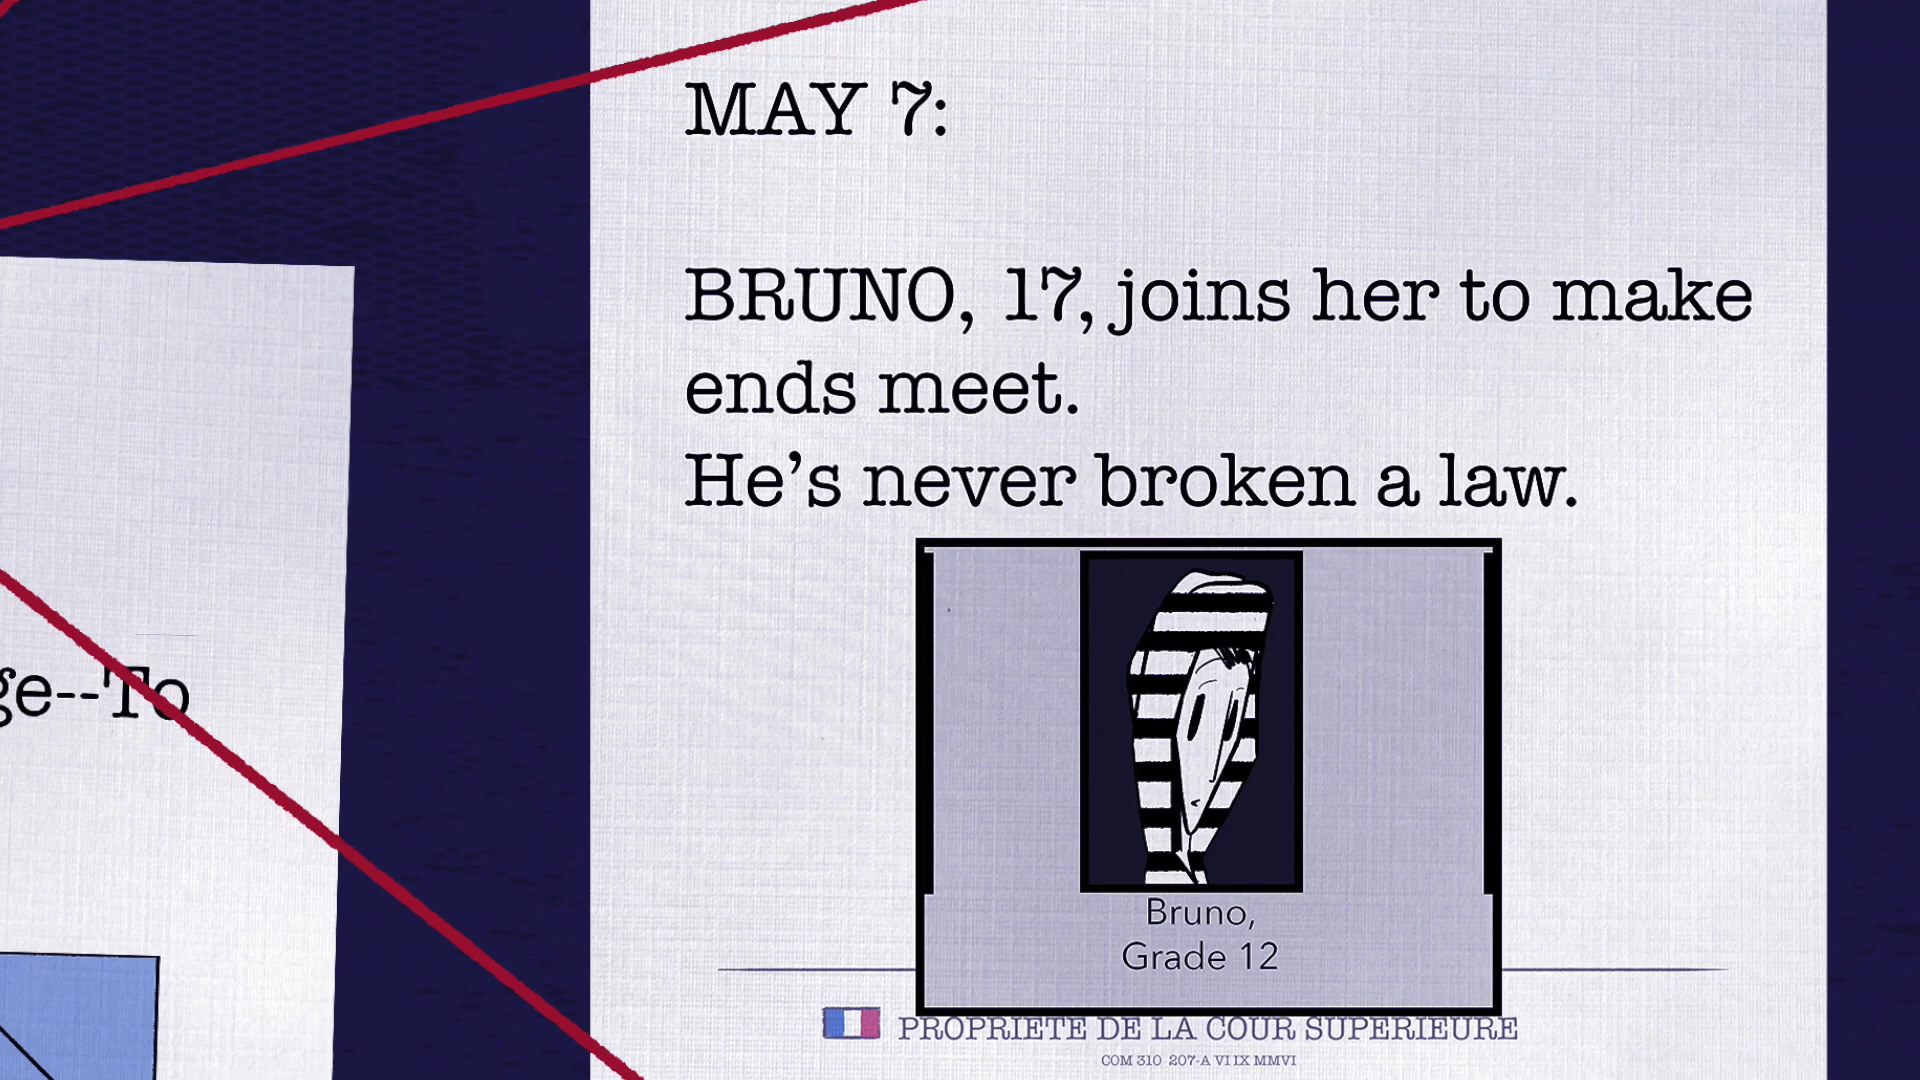 MAY 7:
BRUNO, 17, joins her to make
ends meet.
He's never broken a law.
ge--To
Bruno,
Grade 12
PROPRIETE DE LA COUR SUPERIEURE
COM 310 207-A VI IX MMVI